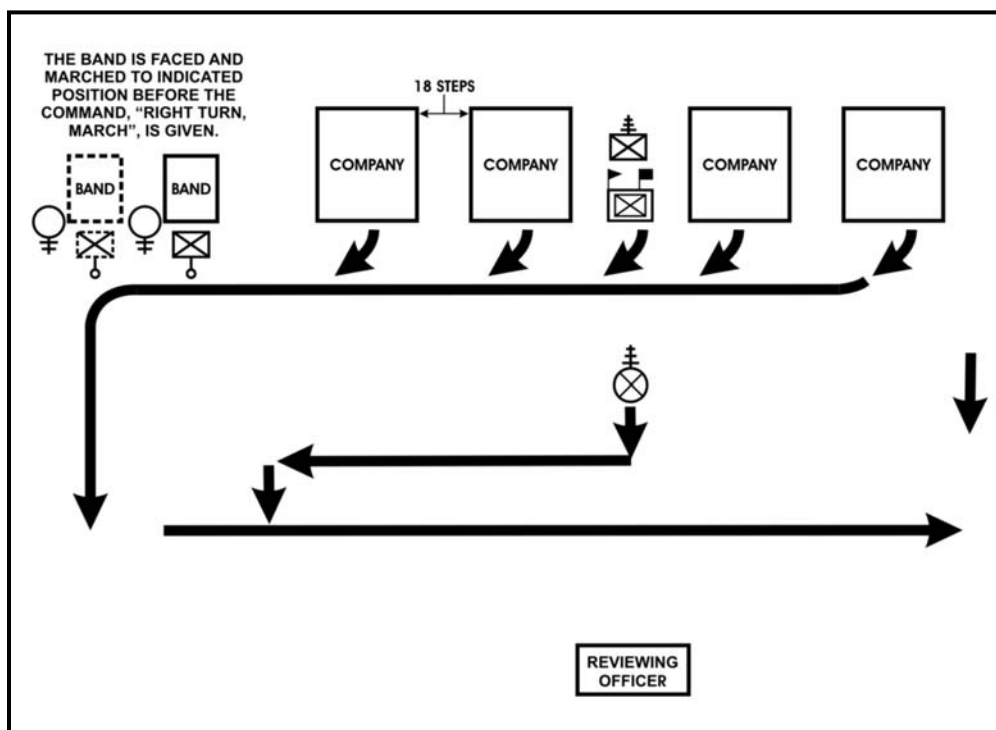 THE BAND IS FACED AND
MARCHED TO INDICATED
POSITION BEFORE THE
COMMAND, “RIGHT TURN,
MARCH”, IS GIVEN.
18 STEPS
BAND
BAND
COMPANY
COMPANY
COMPANY
COMPANY
REVIEWING
OFFICER